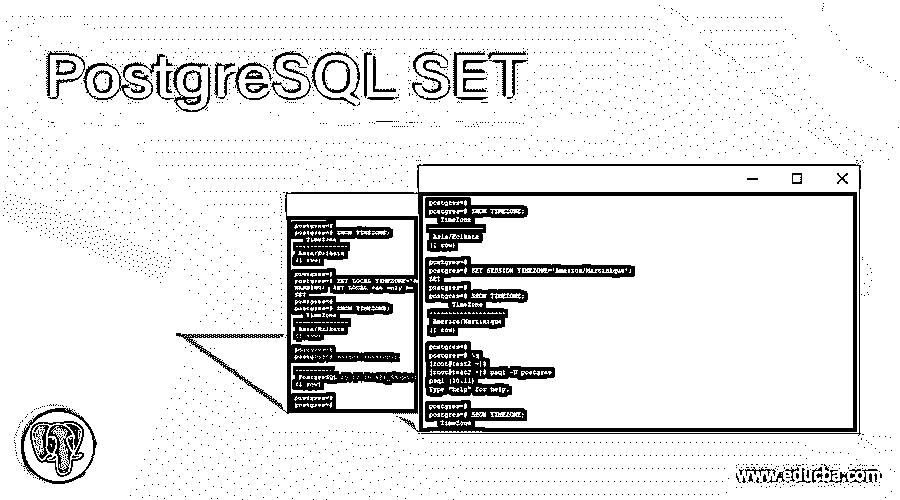 PostgreSQL SET
postgres=#
postgres=# SHOW TIMEZONE;
TimeZone
Asia/Kolkata
(1 row)
postgres=#
postgres=# SET LOCAL TIMEZONE=
WARNING: SET LOCAL can only
SET
postgres=#
postgres=# SHOW TIMEZONE;
TimeZone
Asia/Kolkata
(1 row)
postgres=#
postgres=#
PostgreSQL
(1 row)
postgres=#
postgres=#
postgres=#
postgres=# SHOW TIMEZONE;
TimeZone
Asia/Kolkata
(1 row)
postgres=#
postgres=# SET SESSION TIMEZONE='America/Martinique';
SET
postgres=#
postgres=# SHOW TIMEZONE;
TimeZone
America/Martinique
(1 row)
postgres=#
postgres=# \q
[root@test2 ~]#
[root@test2 ~]# psql -U postgres
psql (10.11)
Type "help" for help.
postgres=#
postgres=# SHOW TIMEZONE;
TimeZone
www.educba.com